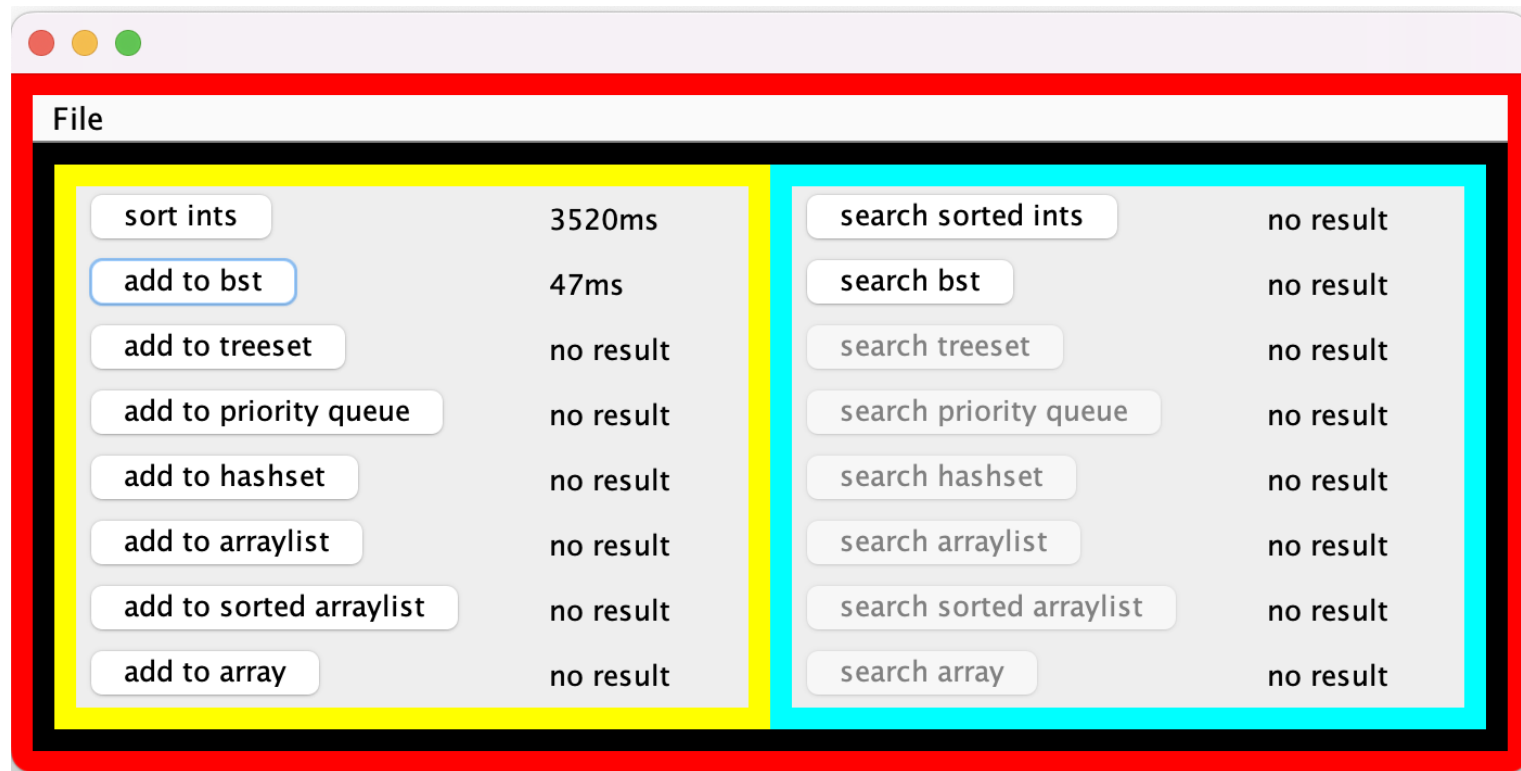 File
sort ints 3520ms search sorted ints no result
add to bst 47ms search bst no result
add to treeset no result search treeset no result
add to priority queue no result search priority queue no result
add to hashset no result search hashset no result
add to arraylist no result search arraylist no result
add to sorted arraylist no result search sorted arraylist no result
add to array no result search array no result